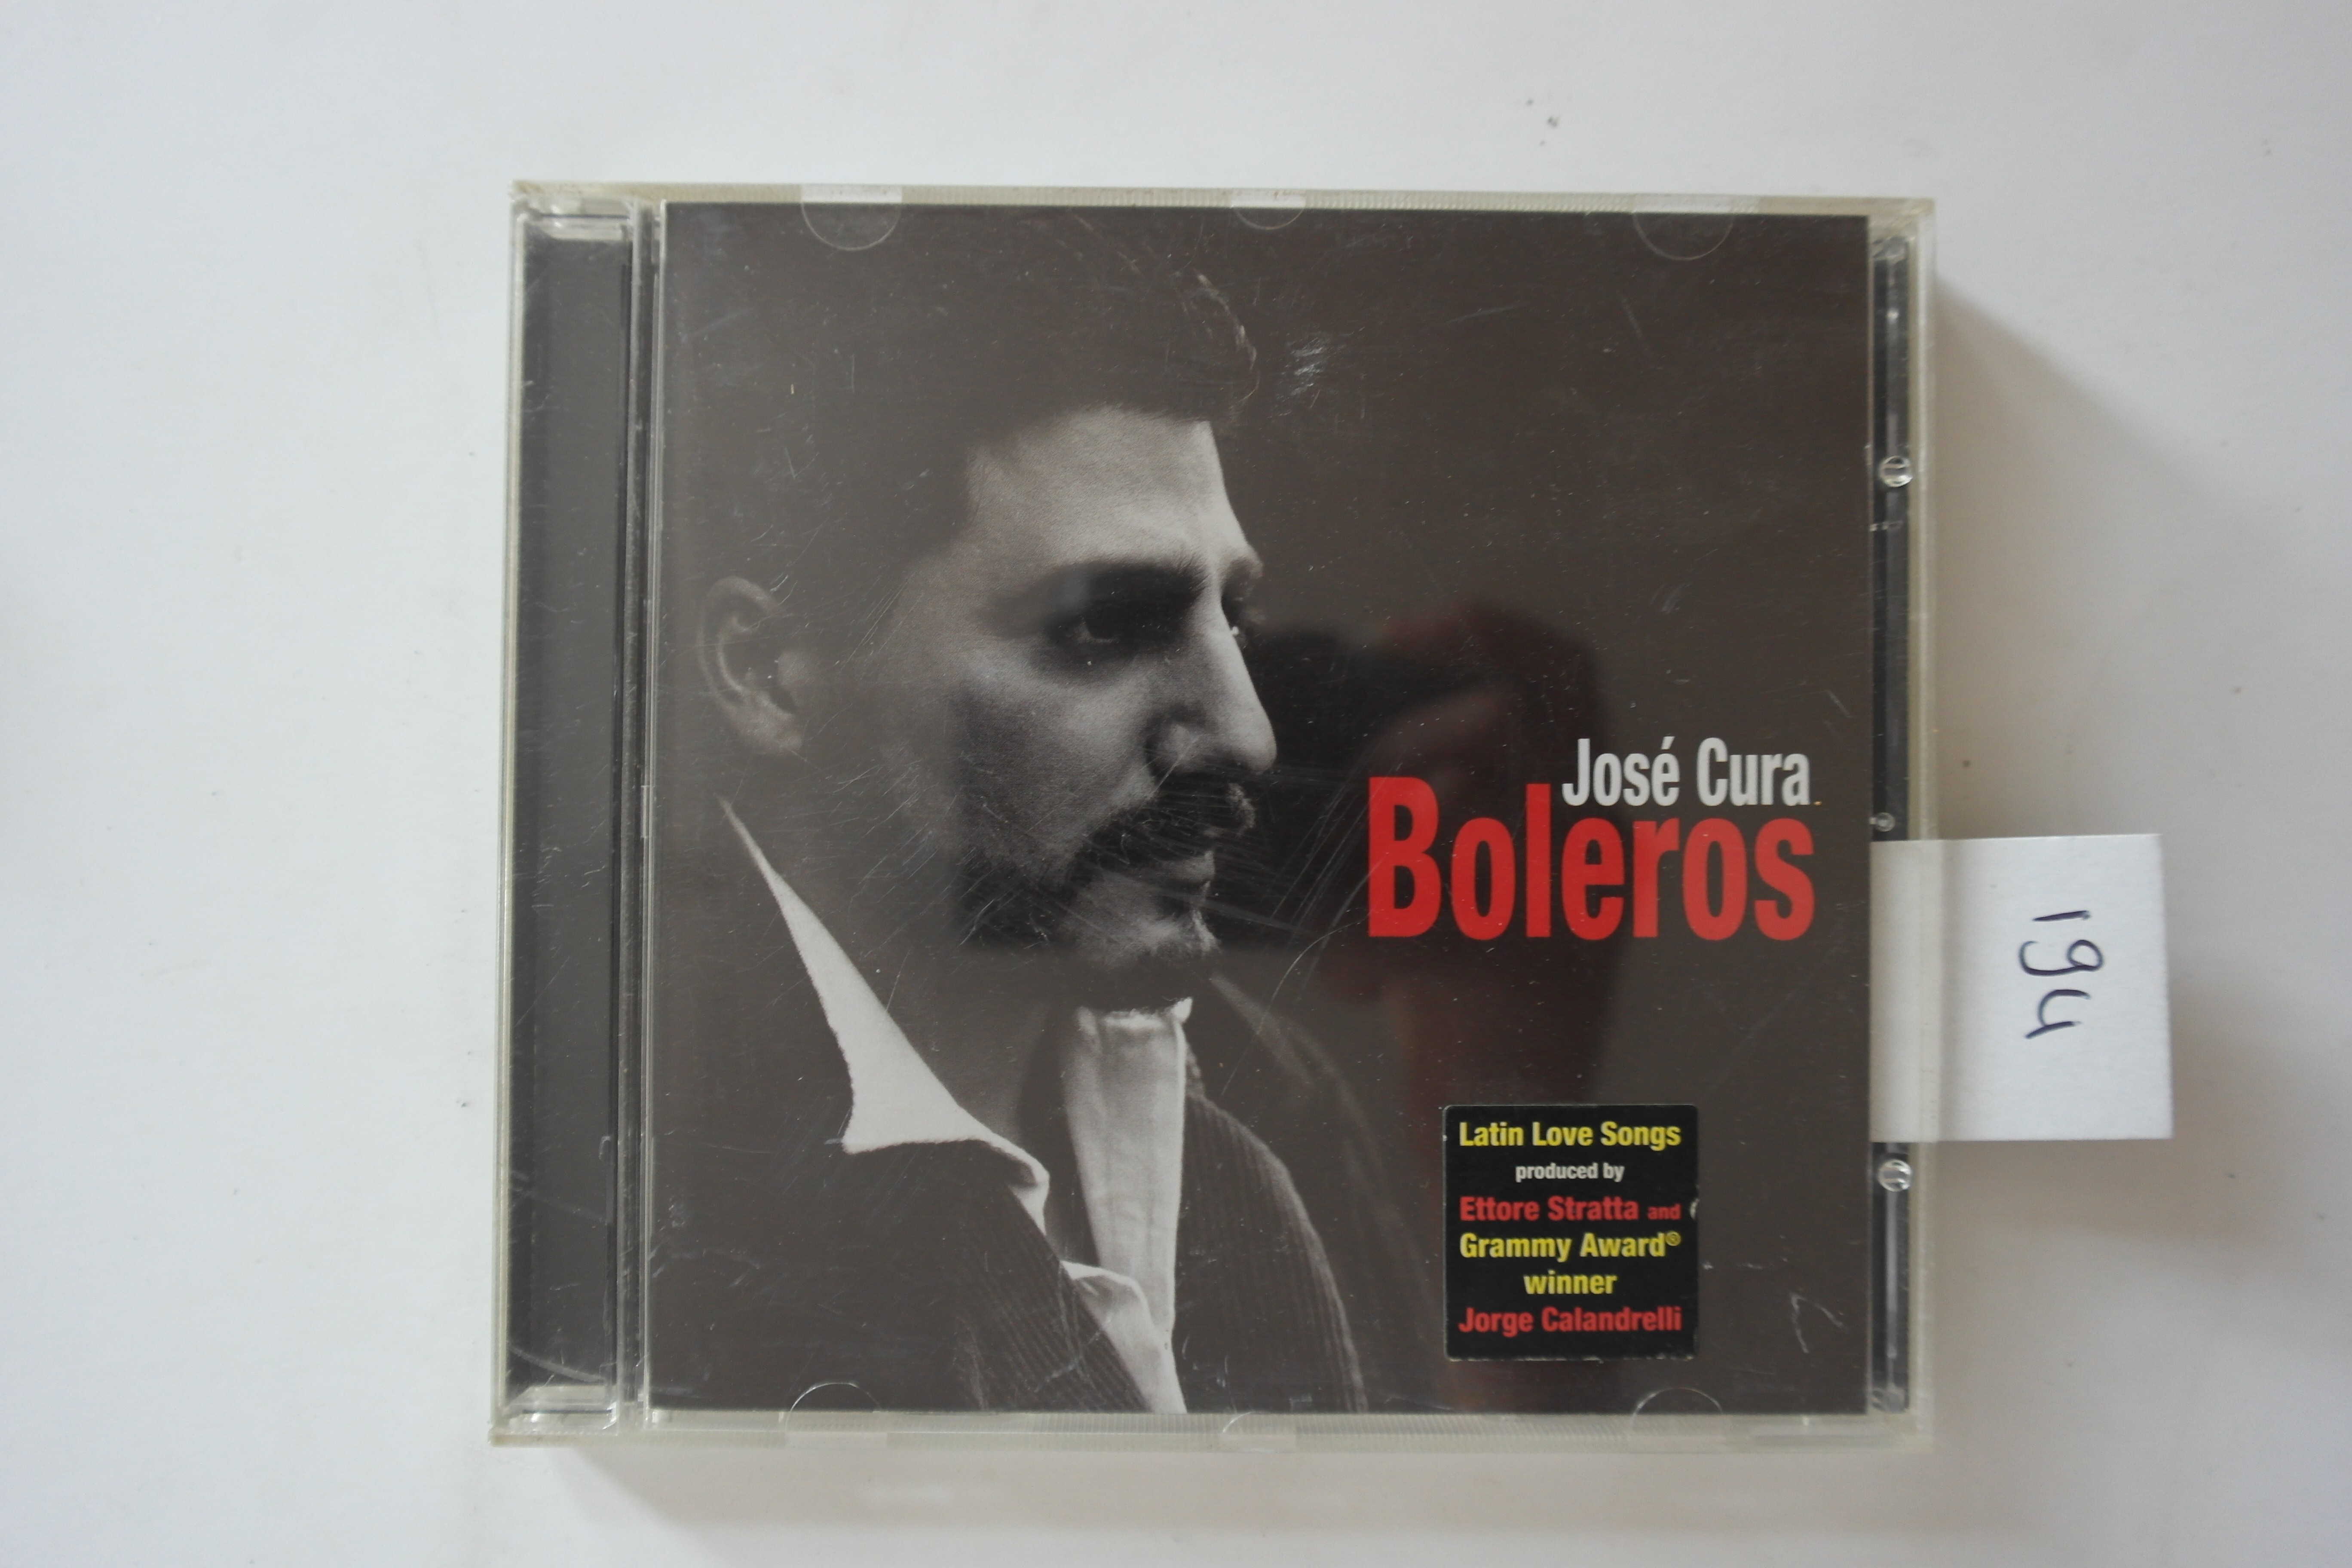 José Cura
Boleros
Latin Love Songs
produced by
Ettore Stratta and
Grammy Award®
winner
Jorge Calandrelli
194